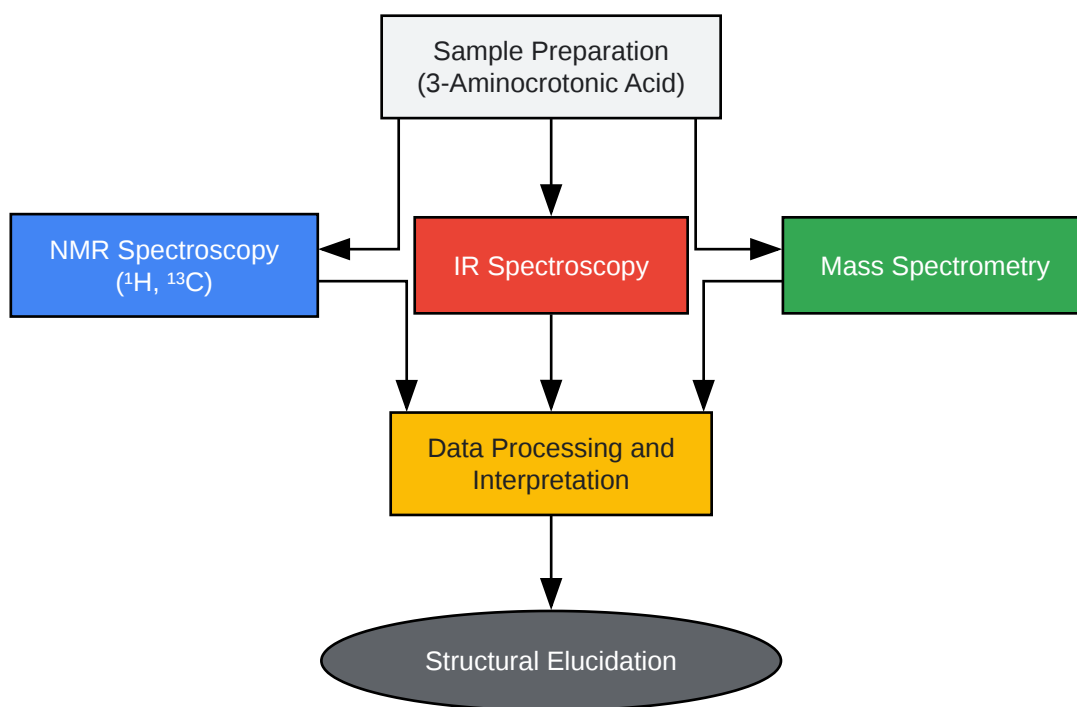 Sample Preparation
(3-Aminocrotonic Acid)
NMR Spectroscopy
(¹H, ¹³C)
IR Spectroscopy
Mass Spectrometry
Data Processing and
Interpretation
Structural Elucidation